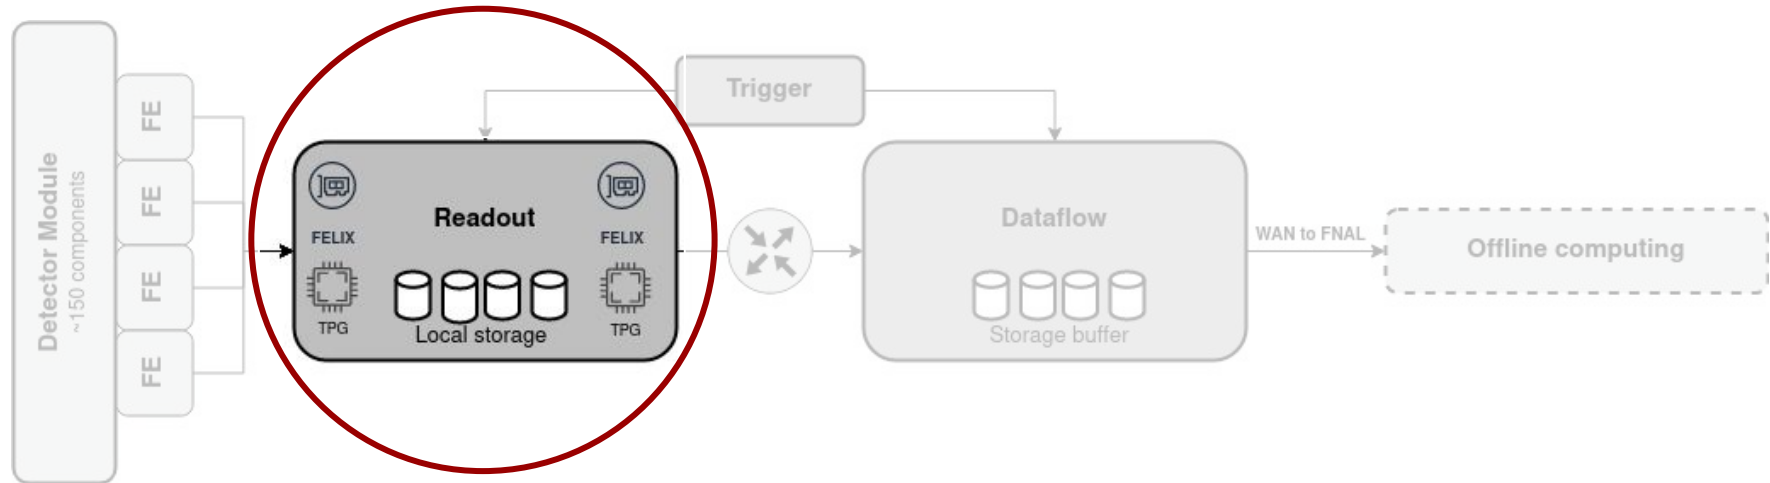 Detector Module
~150 components
FE
FE
FE
FE
Readout
FELIX
FELIX
TPG
TPG
Local storage
Trigger
Dataflow
Storage buffer
WAN to FNAL
Offline computing